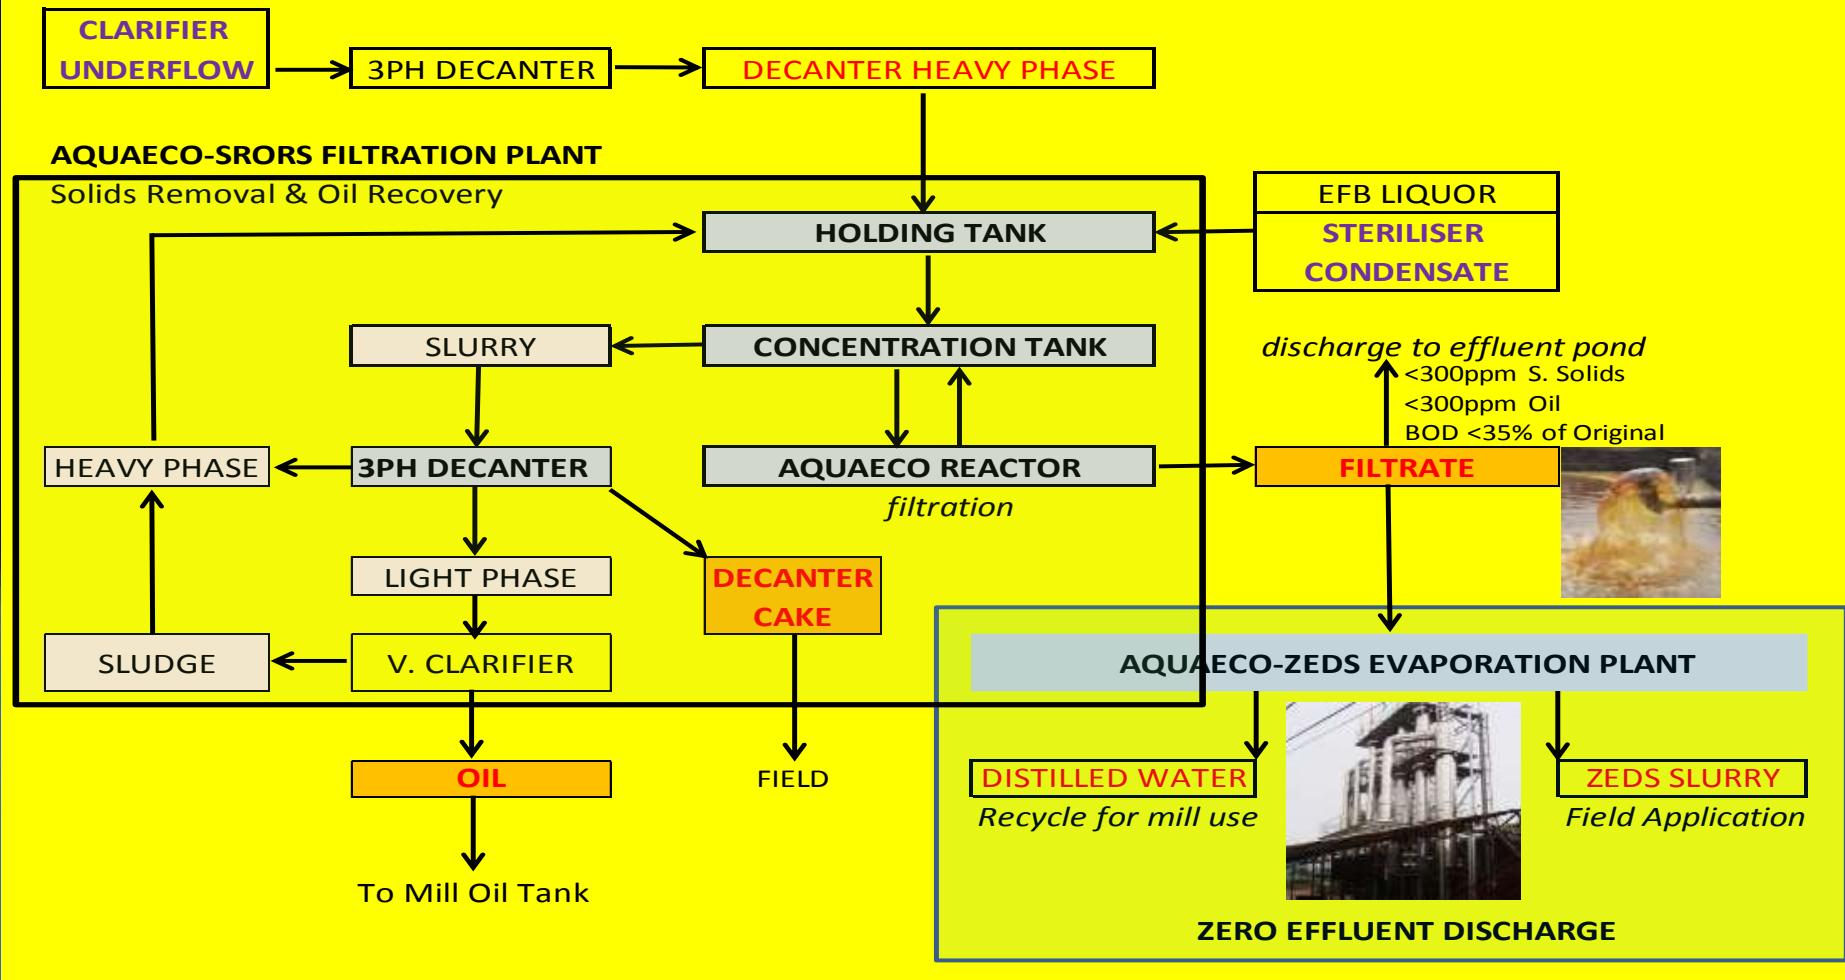 CLARIFIER
UNDERFLOW
3PH DECANTER
DECANTER HEAVY PHASE
AQUAECO-SRORS FILTRATION PLANT
Solids Removal & Oil Recovery
EFB LIQUOR
HOLDING TANK
STERILISER
CONDENSATE
SLURRY
CONCENTRATION TANK
discharge to effluent pond
<300ppm S. Solids
<300ppm Oil
BOD <35% of Original
HEAVY PHASE
3PH DECANTER
AQUAECO REACTOR
FILTRATE
filtration
LIGHT PHASE
DECANTER
CAKE
SLUDGE
V. CLARIFIER
AQUAECO-ZEDS EVAPORATION PLANT
OIL
FIELD
DISTILLED WATER
ZEDS SLURRY
Recycle for mill use
Field Application
To Mill Oil Tank
ZERO EFFLUENT DISCHARGE